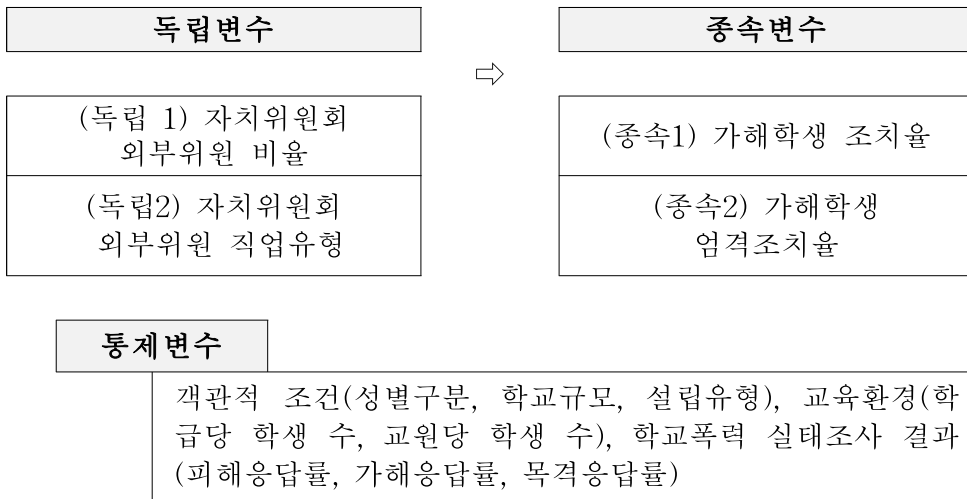 독립변수
종속변수
⇨
(독립 1) 자치위원회
외부위원 비율
(종속1) 가해학생 조치율
(독립2) 자치위원회
외부위원 직업유형
(종속2) 가해학생
엄격조치율
통제변수
객관적 조건(성별구분, 학교규모, 설립유형), 교육환경(학
급당 학생 수, 교원당 학생 수), 학교폭력 실태조사 결과
(피해응답률, 가해응답률, 목격응답률)